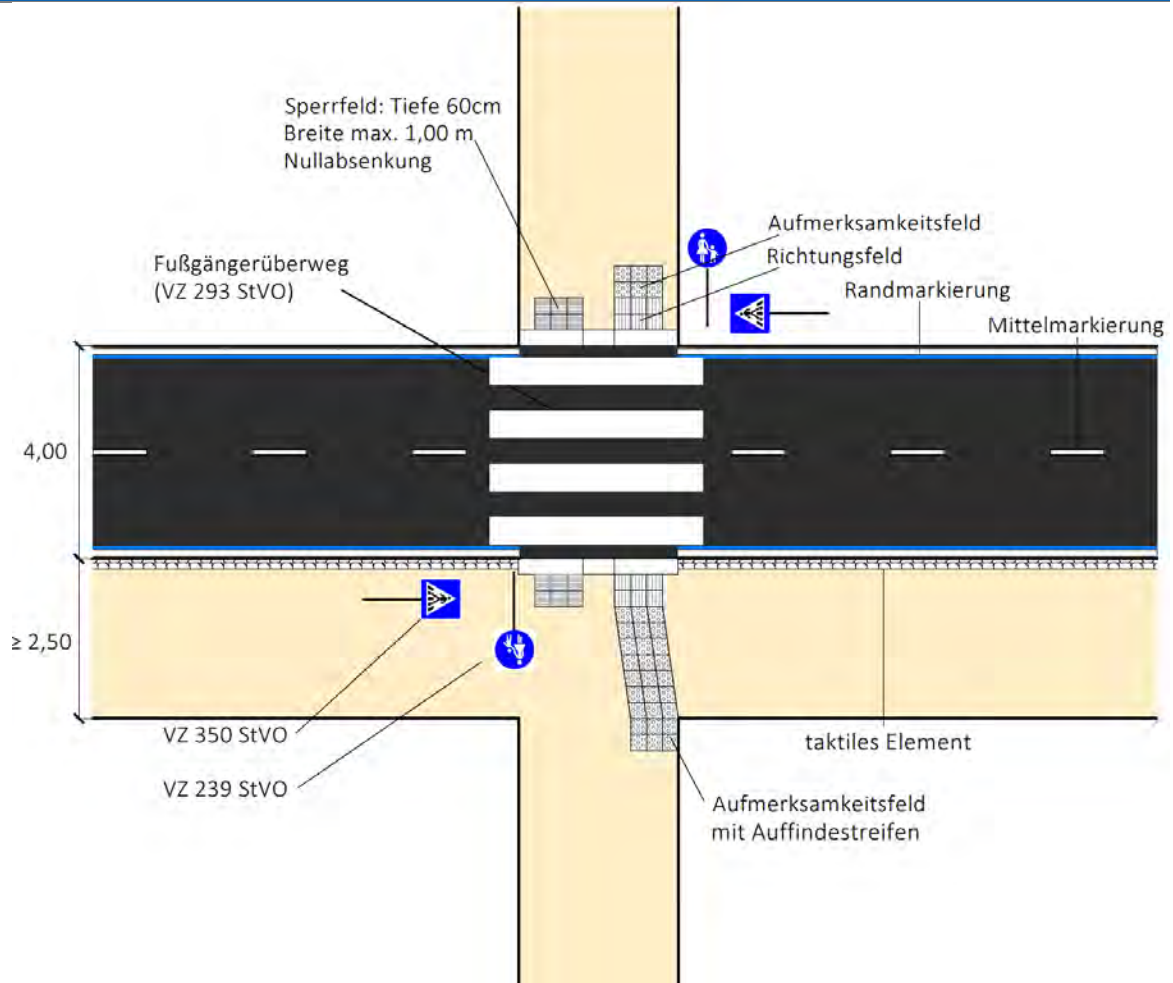 Sperrfeld: Tiefe 60cm
Breite max. 1,00 m
Nullabsenkung
Aufmerksamkeitsfeld
Richtungsfeld
Fußgängerüberweg
(VZ 293 StVO)
Randmarkierung
Mittelmarkierung
4,00
≥ 2,50
VZ 350 StVO
VZ 239 StVO
taktiles Element
Aufmerksamkeitsfeld
mit Auffindestreifen